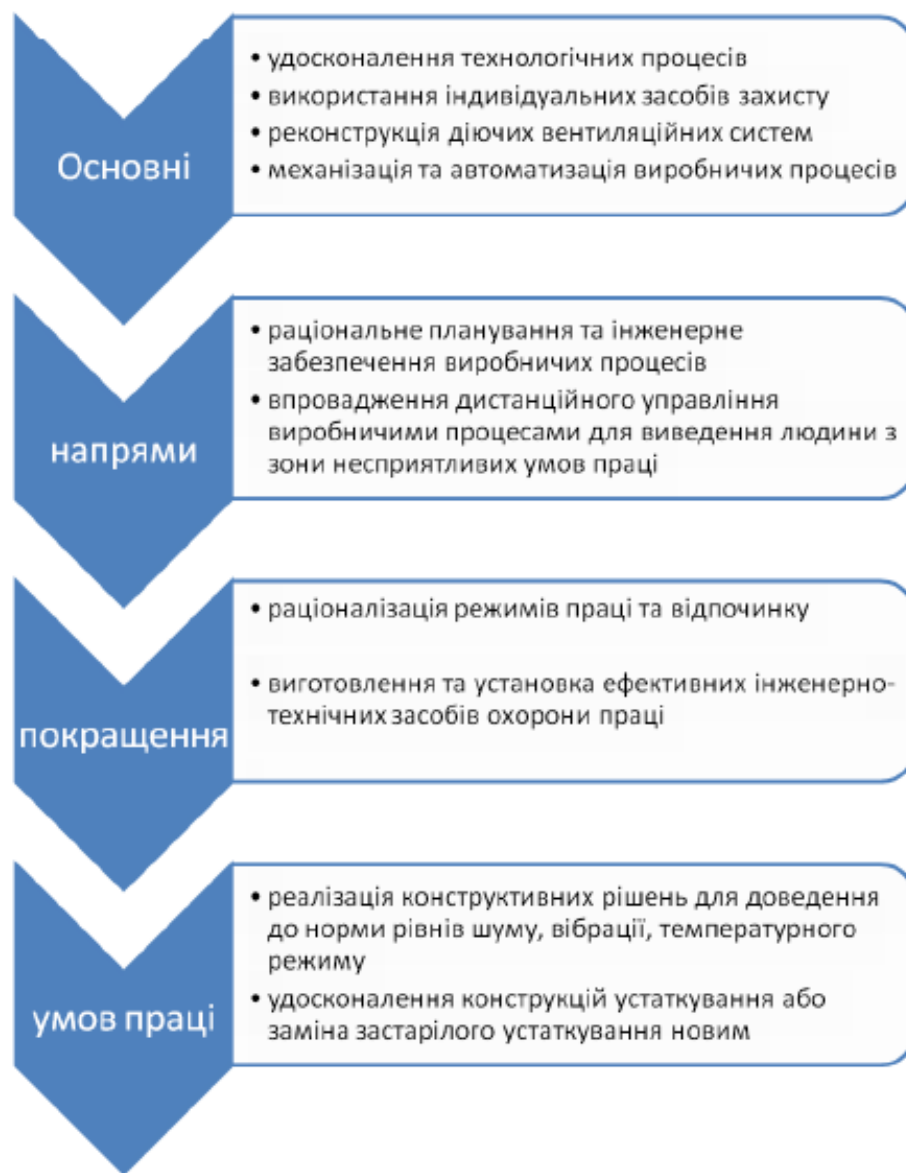 Основні
• удосконалення технологічних процесів
• використання індивідуальних засобів захисту
• реконструкція діючих вентиляційних систем
• механізація та автоматизація виробничих процесів
напрями
• раціональне планування та інженерне
забезпечення виробничих процесів
• впровадження дистанційного управління
виробничими процесами для виведення людини з
зони несприятливих умов праці
покращення
• раціоналізація режимів праці та відпочинку
• виготовлення та установка ефективних інженерно-
технічних засобів охорони праці
умов праці
• реалізація конструктивних рішень для доведення
до норми рівнів шуму, вібрації, температурного
режиму
• удосконалення конструкцій устаткування або
заміна застарілого устаткування новим